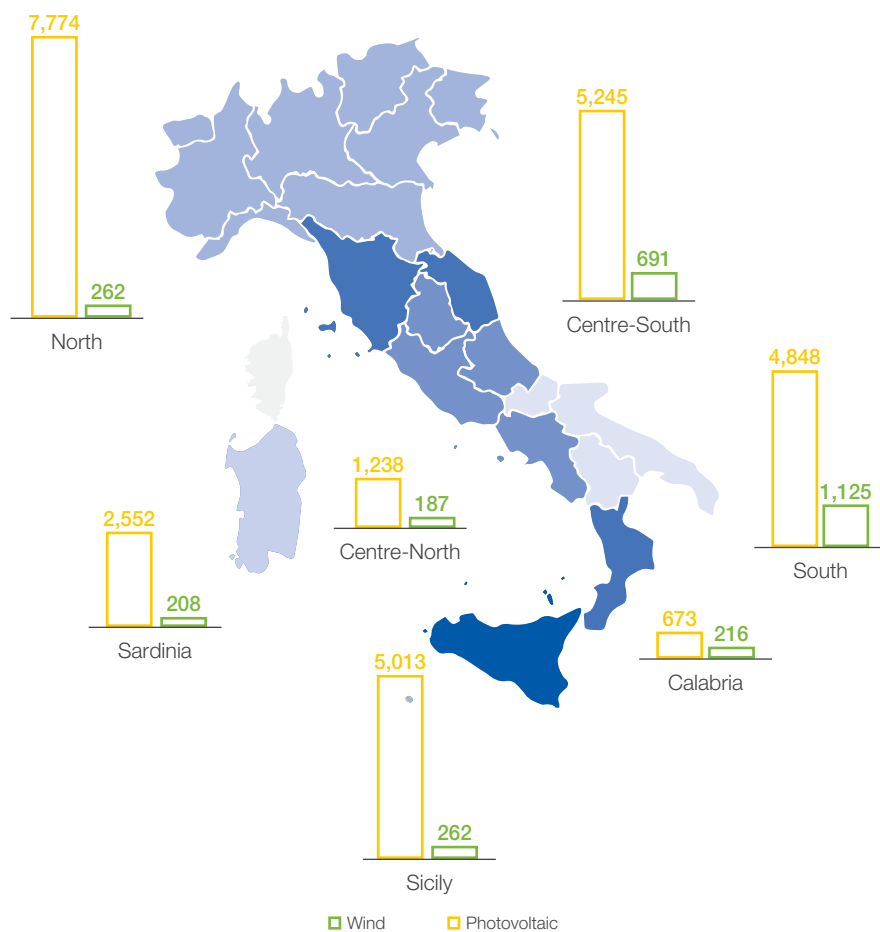 7,774
262
North
5,245
691
Centre-South
4,848
1,125
South
1,238
187
Centre-North
2,552
208
Sardinia
673
216
Calabria
5,013
262
Sicily
Wind Photovoltaic